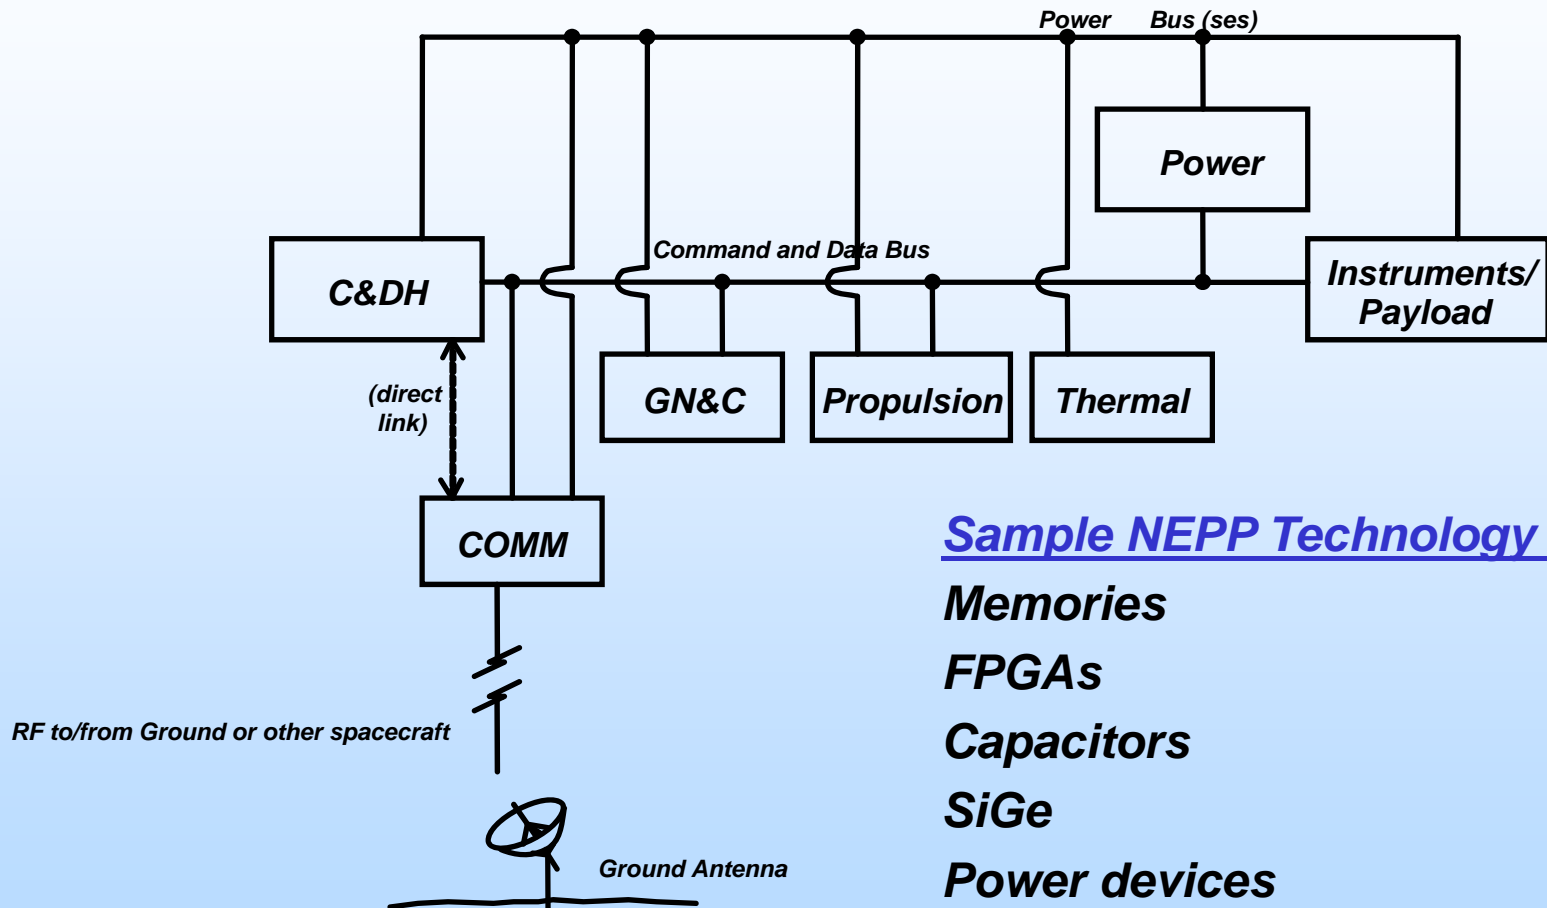 Power Bus (ses)
Power
Command and Data Bus
C&DH
Instruments/
Payload
(direct
link)
GN&C
Propulsion
Thermal
COMM
Sample NEPP Technology
Memories
FPGAs
RF to/from Ground or other spacecraft
Capacitors
SiGe
Ground Antenna
Power devices